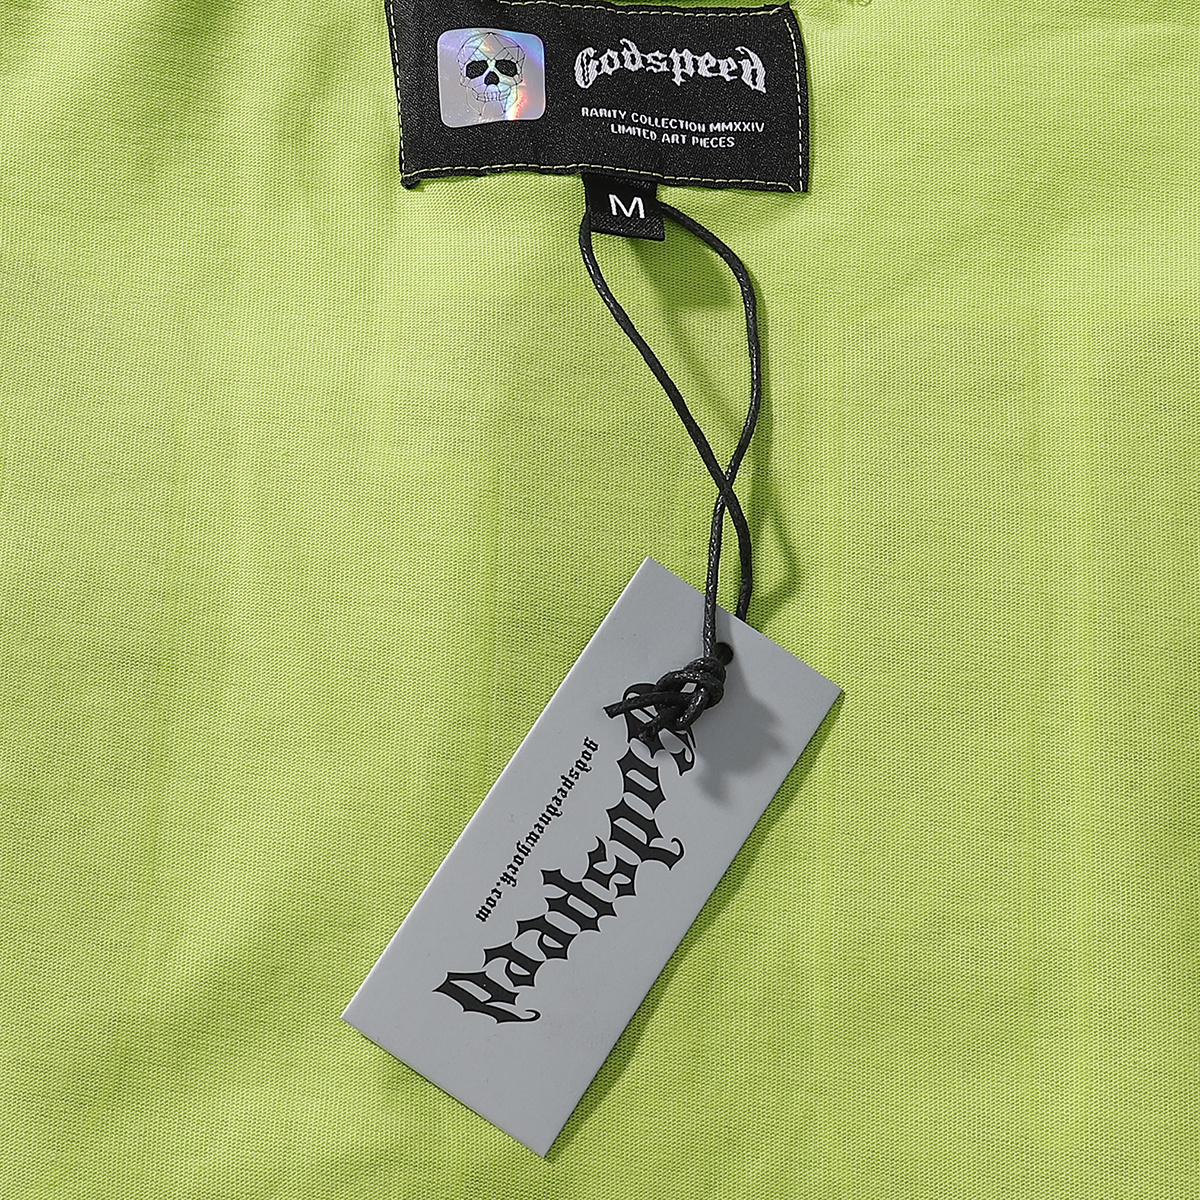 Godspeed
RARITY COLLECTION MMXXIV
LIMITED ART PIECES
M
Godspeed
godspeednewyork.com